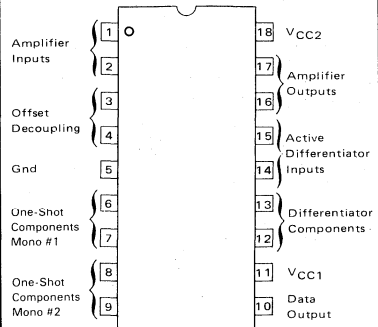 Amplifier
Inputs
1
2
Offset
Decoupling
3
4
Gnd
5
One-Shot
Components
Mono #1
6
7
One-Shot
Components
Mono #2
8
9
18 VCC2
17
16
Amplifier
Outputs
15
14
Active
Differentiator
Inputs
13
12
Differentiator
Components
11 VCC1
10
Data
Output